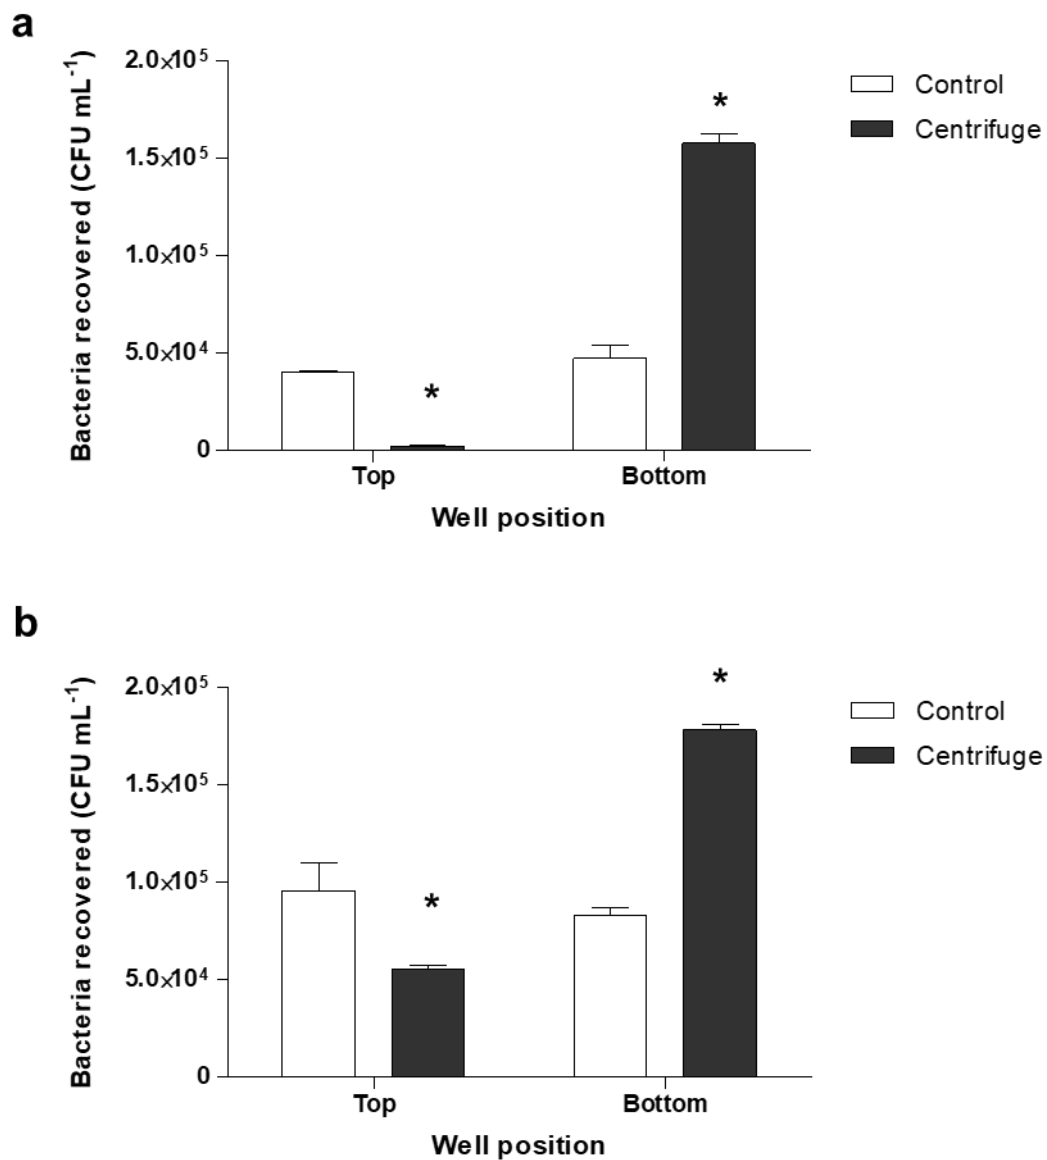 a
Bacteria recovered (CFU mL⁻¹)
2.0×10⁵
1.5×10⁵
1.0×10⁵
5.0×10⁴
0
*
*
Top
Bottom
Well position
Control
Centrifuge
b
Bacteria recovered (CFU mL⁻¹)
2.0×10⁵
1.5×10⁵
1.0×10⁵
5.0×10⁴
0
*
*
Top
Bottom
Well position
Control
Centrifuge